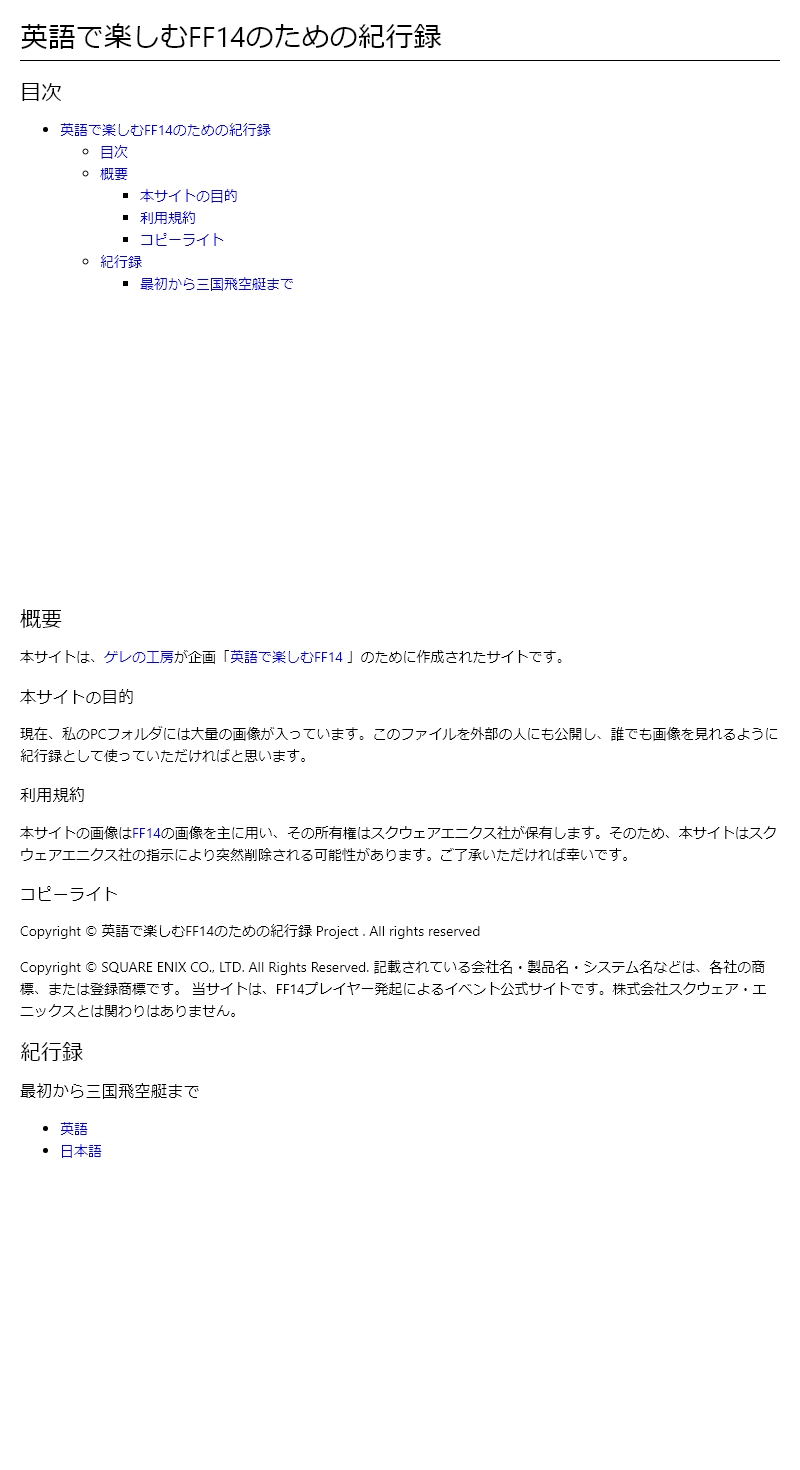 英語で楽しむFF14のための紀行録
目次
英語で楽しむFF14のための紀行録
目次
概要
本サイトの目的
利用規約
コピーライト
紀行録
最初から三国飛空艇まで
概要
本サイトは、ゲレの工房が企画「英語で楽しむFF14 」のために作成されたサイトです。
本サイトの目的
現在、私のPCフォルダには大量の画像が入っています。このファイルを外部の人にも公開し、誰でも画像を見れるように
紀行録として使っていただければと思います。
利用規約
本サイトの画像はFF14の画像を主に用い、その所有権はスクウェアエニクス社が保有します。そのため、本サイトはスク
ウェアエニクス社の指示により突然削除される可能性があります。ご了承いただければ幸いです。
コピーライト
Copyright © 英語で楽しむFF14のための紀行録 Project . All rights reserved
Copyright © SQUARE ENIX CO., LTD. All Rights Reserved. 記載されている会社名・製品名・システム名などは、各社の商
標、または登録商標です。 当サイトは、FF14プレイヤー発起によるイベント公式サイトです。株式会社スクウェア・エ
ニックスとは関わりはありません。
紀行録
最初から三国飛空艇まで
英語
日本語